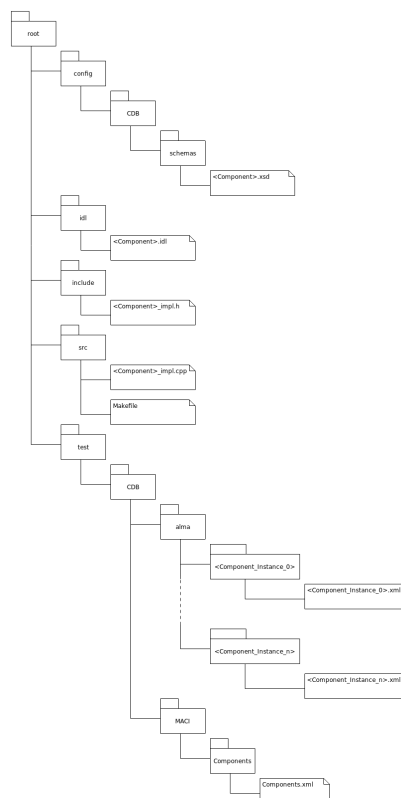 root
config
CDB
schemas
<Component>.xsd
idl
<Component>.idl
include
<Component>_impl.h
src
<Component>_impl.cpp
Makefile
test
CDB
alma
<Component_Instance_0>
<Component_Instance_0>.xml
<Component_Instance_n>
<Component_Instance_n>.xml
MACI
Components
Components.xml